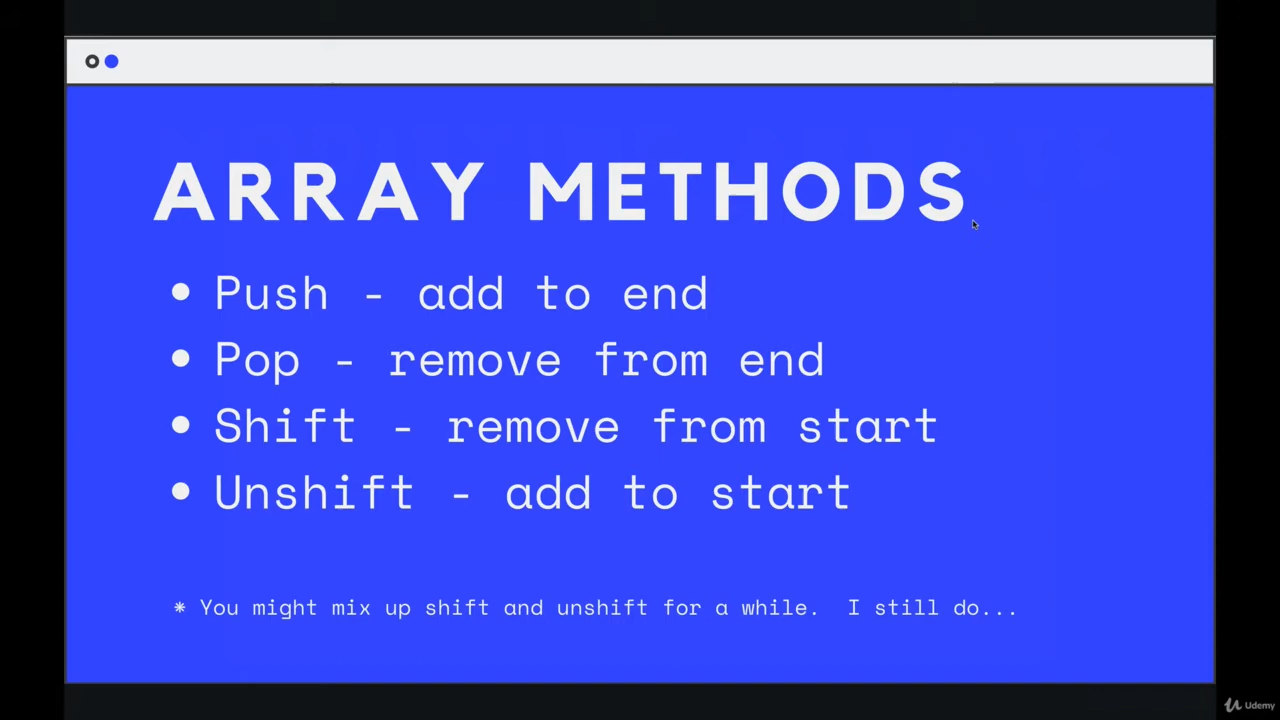 ARRAY METHODS
• Push - add to end
• Pop - remove from end
• Shift - remove from start
• Unshift - add to start
* You might mix up shift and unshift for a while. I still do...
Udemy